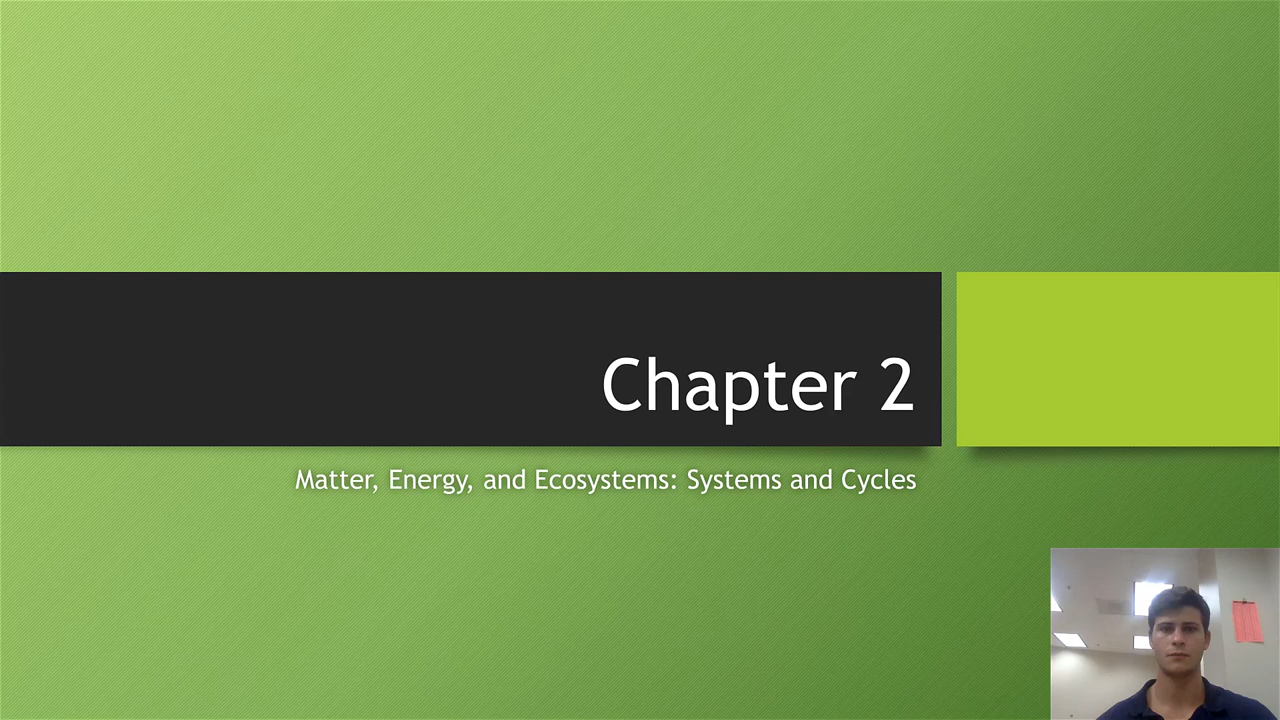 Chapter 2
Matter, Energy, and Ecosystems: Systems and Cycles